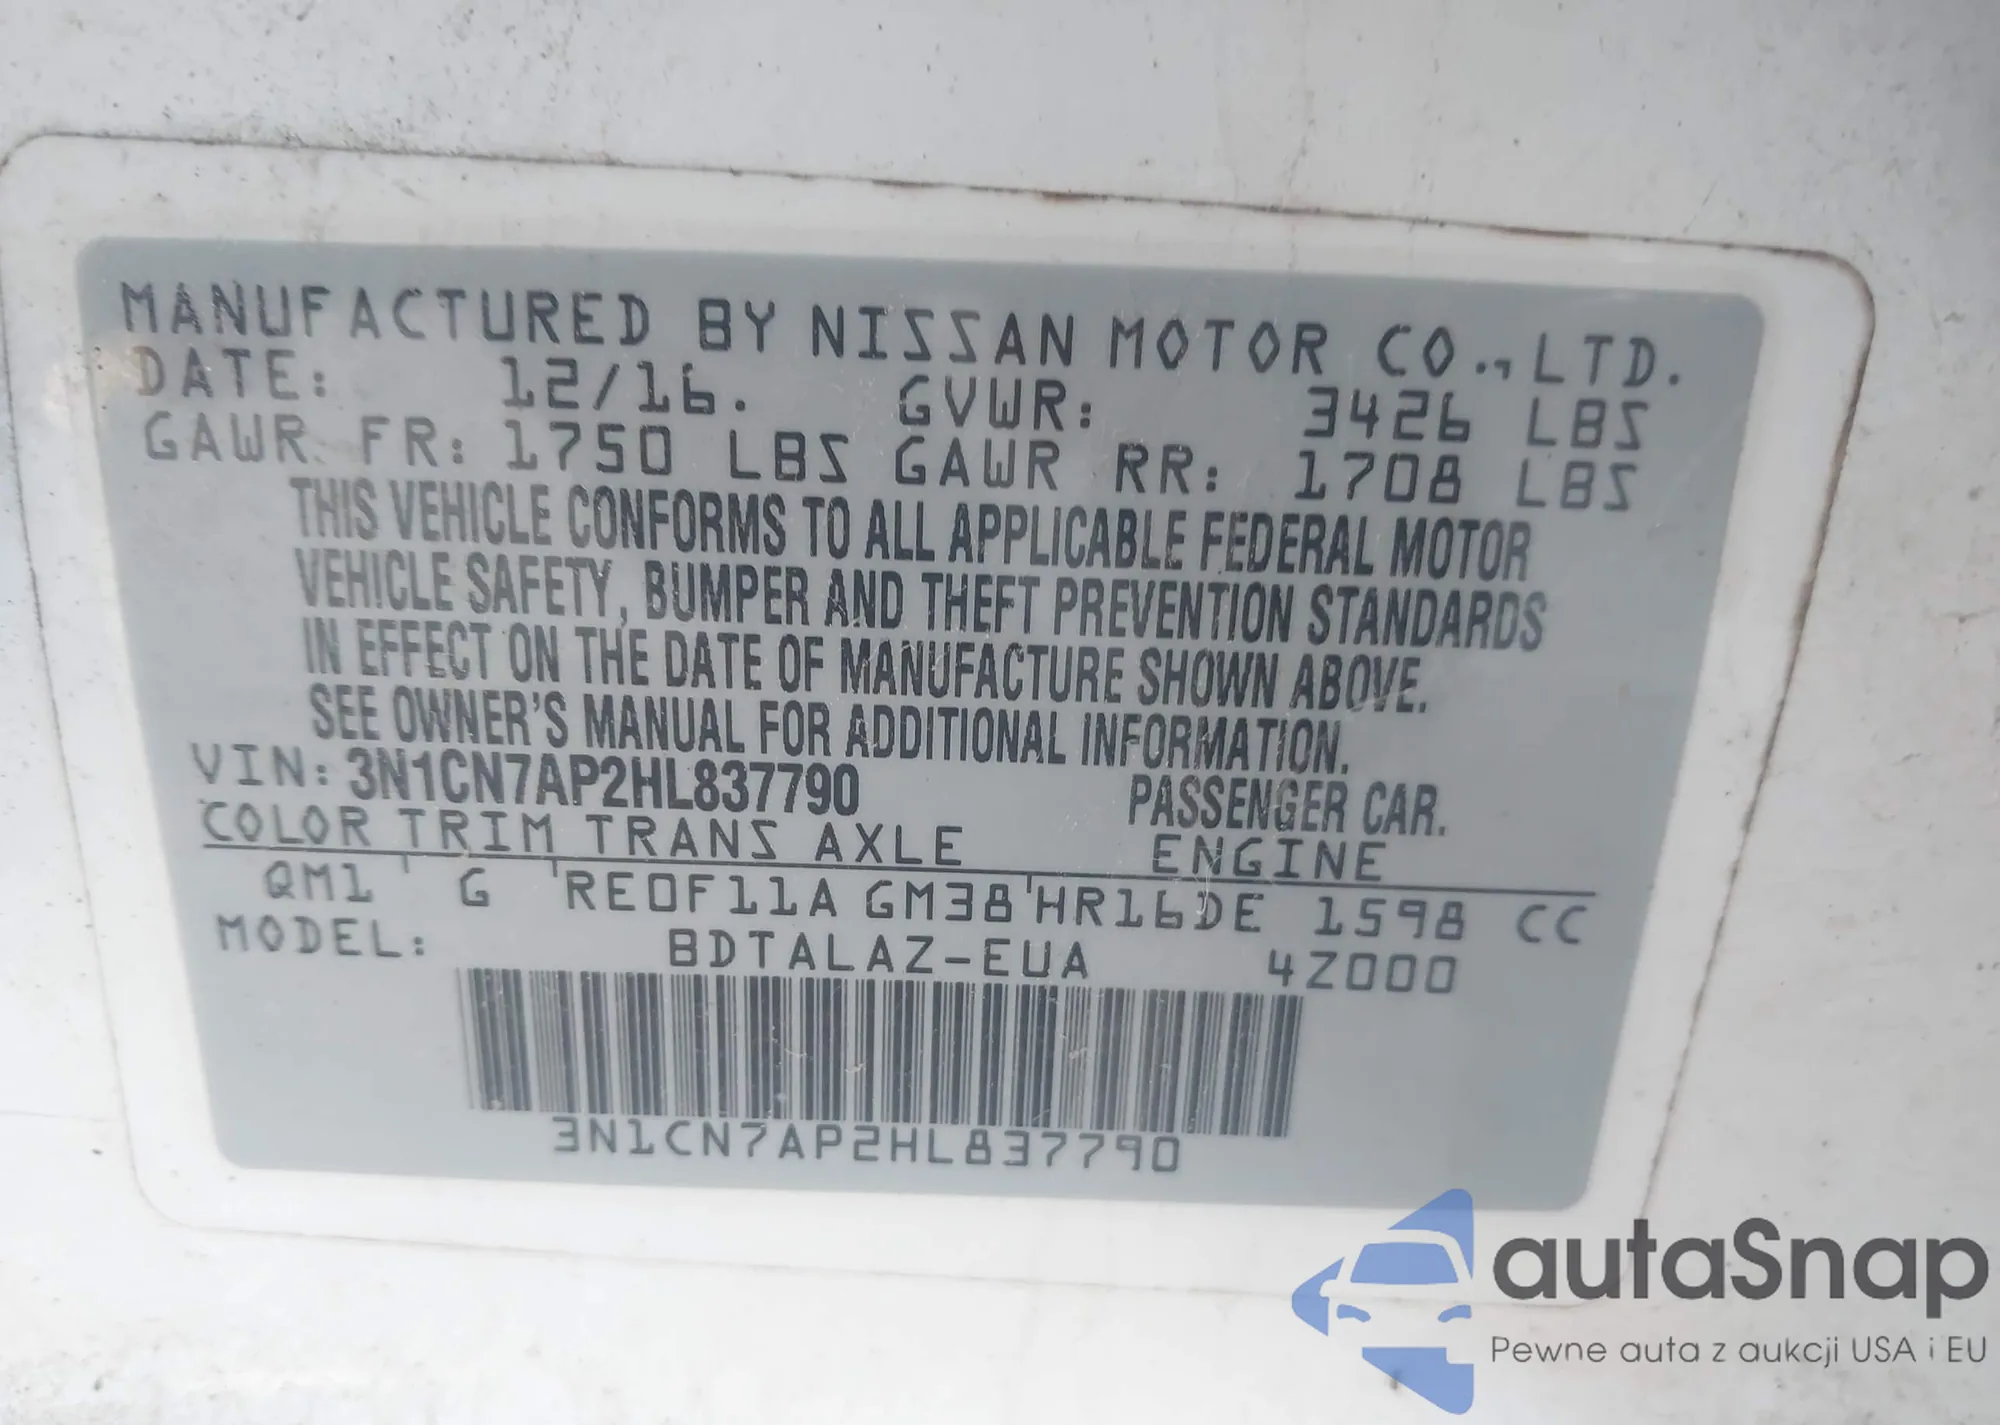 MANUFACTURED BY NISSAN MOTOR CO., LTD.
DATE: 12/16. GVWR: 3426 LBS
GAWR FR: 1750 LBS GAWR RR: 1708 LBS
THIS VEHICLE CONFORMS TO ALL APPLICABLE FEDERAL MOTOR
VEHICLE SAFETY, BUMPER AND THEFT PREVENTION STANDARDS
IN EFFECT ON THE DATE OF MANUFACTURE SHOWN ABOVE.
SEE OWNER'S MANUAL FOR ADDITIONAL INFORMATION.
VIN: 3N1CN7AP2HL837790 PASSENGER CAR.
COLOR TRIM TRANS AXLE ENGINE
QM1 G RE0F11A GM38 HR16DE 1598 CC
MODEL: BDTALAZ-EUA 4Z000
3N1CN7AP2HL837790
autaSnap
Pewne auta z aukcji USA i EU